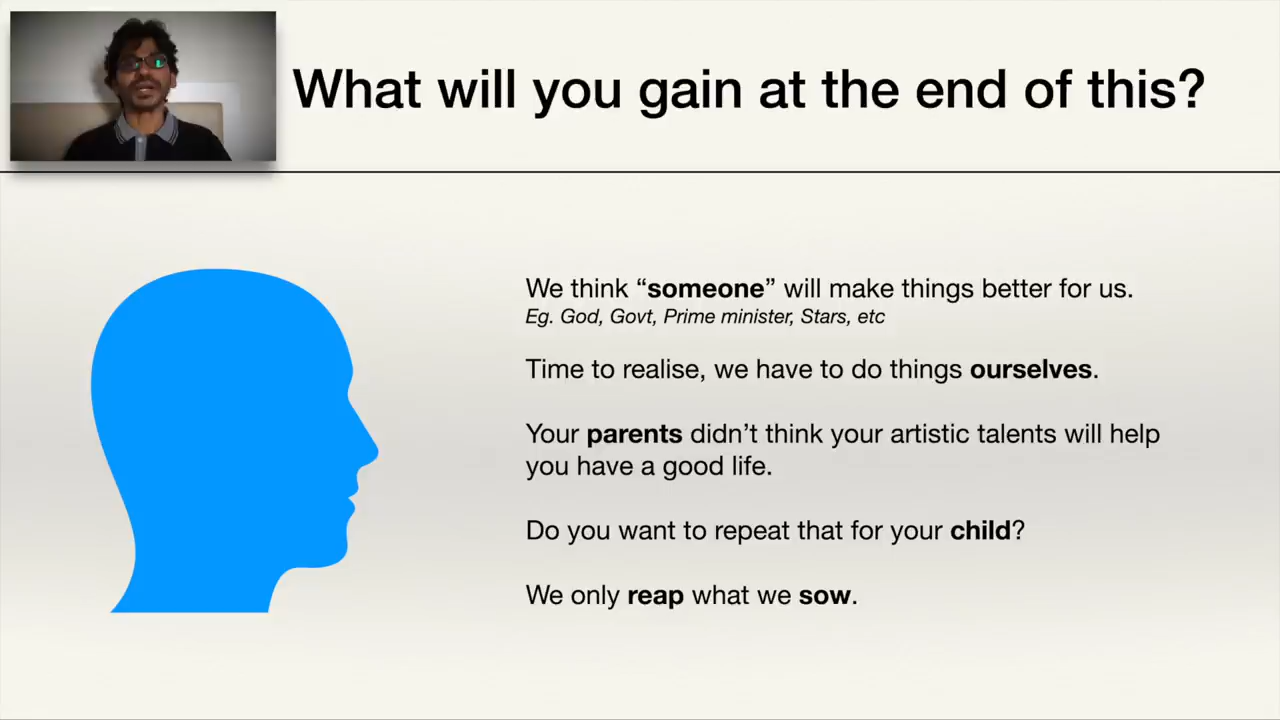 What will you gain at the end of this?
We think “someone” will make things better for us.
Eg. God, Govt, Prime minister, Stars, etc
Time to realise, we have to do things ourselves.
Your parents didn’t think your artistic talents will help
you have a good life.
Do you want to repeat that for your child?
We only reap what we sow.